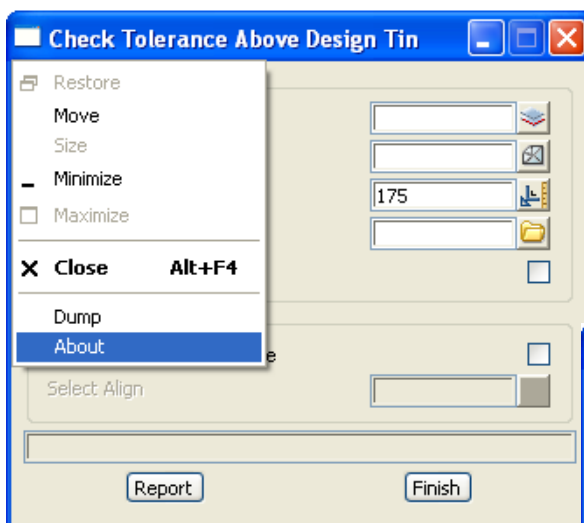 Check Tolerance Above Design Tin
Restore
Move
Size
Minimize
175
Maximize
Close Alt+F4
Dump
About
e
Select Align
Report Finish